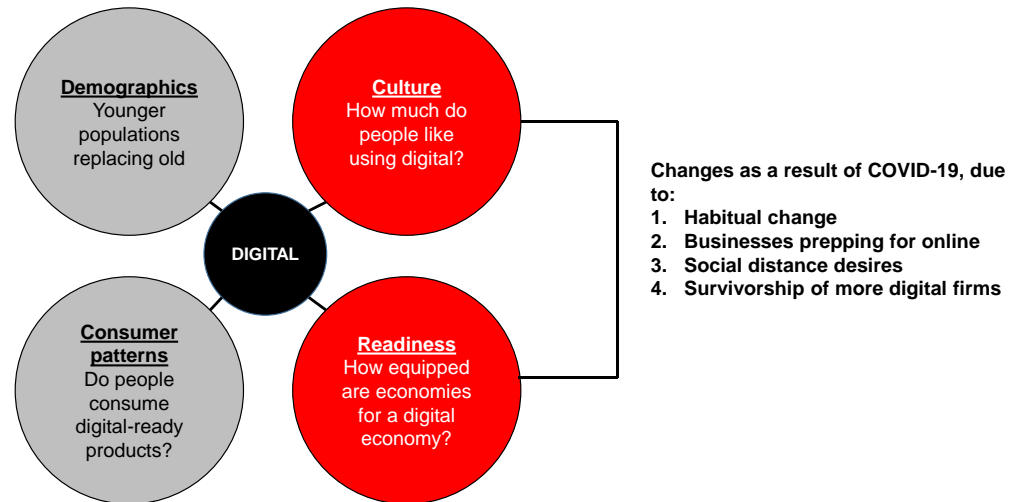 Demographics
Younger
populations
replacing old
Culture
How much do
people like
using digital?
DIGITAL
Consumer
patterns
Do people
consume
digital-ready
products?
Readiness
How equipped
are economies
for a digital
economy?
Changes as a result of COVID-19, due
to:
1. Habitual change
2. Businesses prepping for online
3. Social distance desires
4. Survivorship of more digital firms